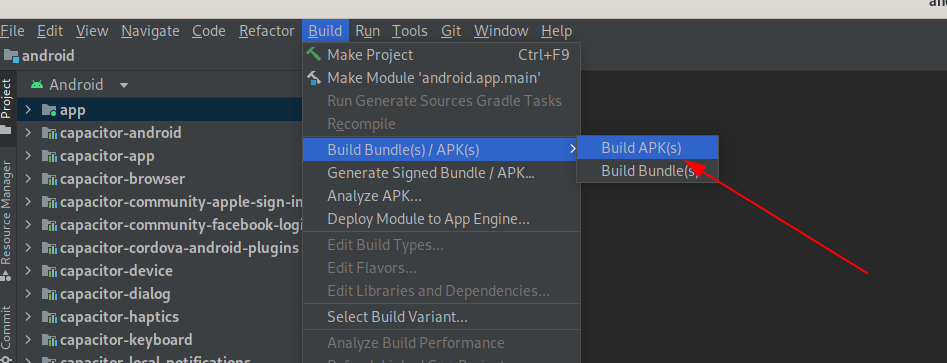 an
File Edit View Navigate Code Refactor Build Run Tools Git Window Help
android
Project
Resource Manager
Commit
Android
app
capacitor-android
capacitor-app
capacitor-browser
capacitor-community-apple-sign-in
capacitor-community-facebook-logi
capacitor-cordova-android-plugins
capacitor-device
capacitor-dialog
capacitor-haptics
capacitor-keyboard
capacitor-local-notifications
Make Project Ctrl+F9
Make Module 'android.app.main'
Run Generate Sources Gradle Tasks
Recompile
Build Bundle(s) / APK(s)
Generate Signed Bundle / APK...
Analyze APK...
Deploy Module to App Engine...
Edit Build Types...
Edit Flavors...
Edit Libraries and Dependencies...
Select Build Variant...
Analyze Build Performance
Build APK(s)
Build Bundle(s)